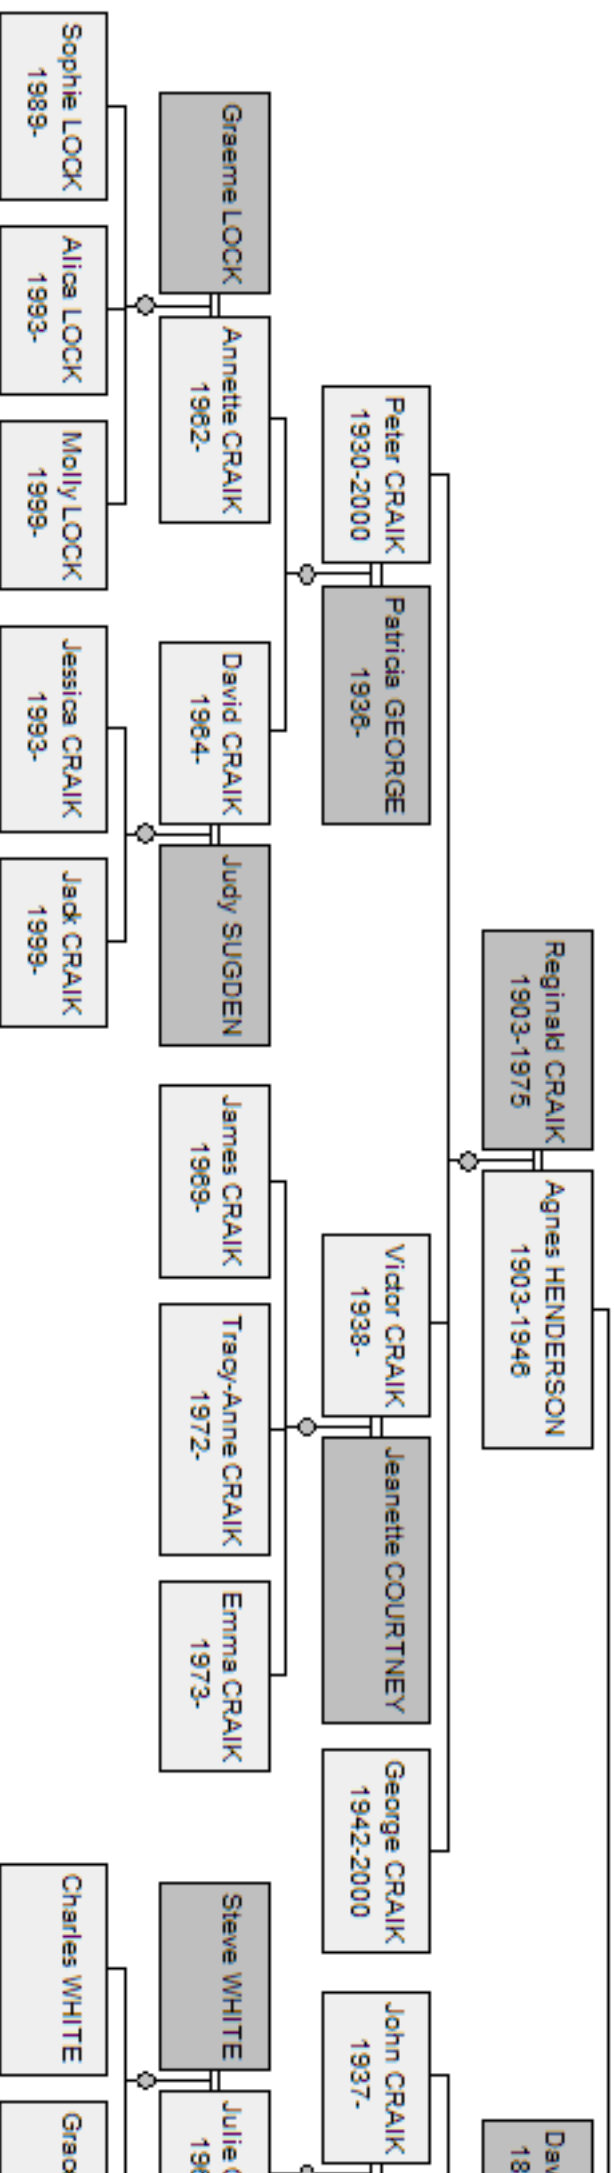 Reginald CRAIK
1903-1975
Agnes HENDERSON
1903-1946
Peter CRAIK
1930-2000
Patricia GEORGE
1936-
Victor CRAIK
1938-
Jeanette COURTNEY
George CRAIK
1942-2000
John CRAIK
1937-
Graeme LOCK
Annette CRAIK
1962-
David CRAIK
1964-
Judy SUGDEN
James CRAIK
1969-
Tracy-Anne CRAIK
1972-
Emma CRAIK
1973-
Steve WHITE
Julie
Sophie LOCK
1989-
Alica LOCK
1993-
Molly LOCK
1999-
Jessica CRAIK
1993-
Jack CRAIK
1999-
Charles WHITE